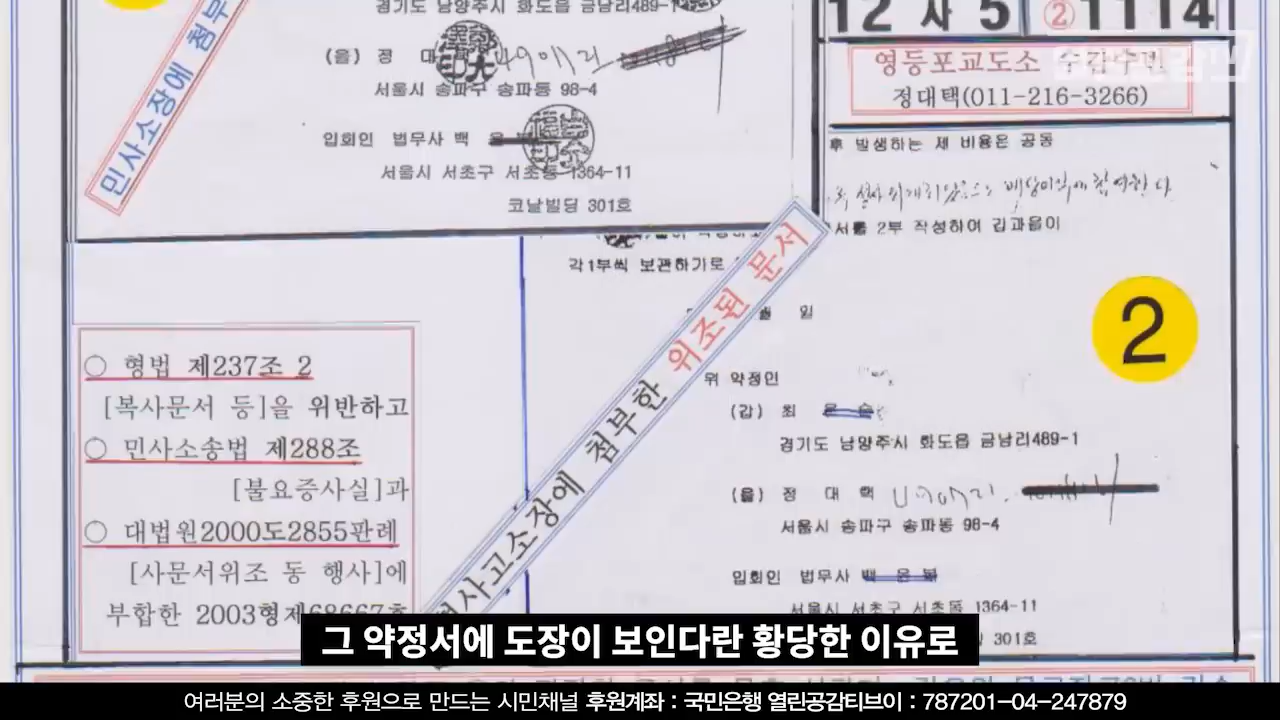 경기도 남양주시 화도읍 금남리489-1
(을) 정 대
서울시 송파구 송파동 98-4
입회인 법무사 백
서울시 서초구 서초동 1364-11
코날빌딩 301호
민사소장에 첨부
12 사 5
② 1114
영등포교도소 수감수번
정대택(011-216-3266)
후 발생하는 제 비용은 공동
서를 2부 작성하여 갑과을이
각1부씩 보관하기로
월 일
2
위 약정인
(갑) 최 은 순
경기도 남양주시 화도읍 금남리489-1
(을) 정 대 택
서울시 송파구 송파동 98-4
입회인 법무사 백 윤 복
서울시 서초구 서초동 1364-11
301호
사고소장에 첨부한 위조된 문서
○ 형법 제237조 2
[복사문서 등]을 위반하고
○ 민사소송법 제288조
[불요증사실]과
○ 대법원2000도2855판례
[사문서위조 동 행사]에
부합한 2003형제68667호
그 약정서에 도장이 보인다란 황당한 이유로
여러분의 소중한 후원으로 만드는 시민채널 후원계좌 : 국민은행 열린공감티브이 : 787201-04-247879